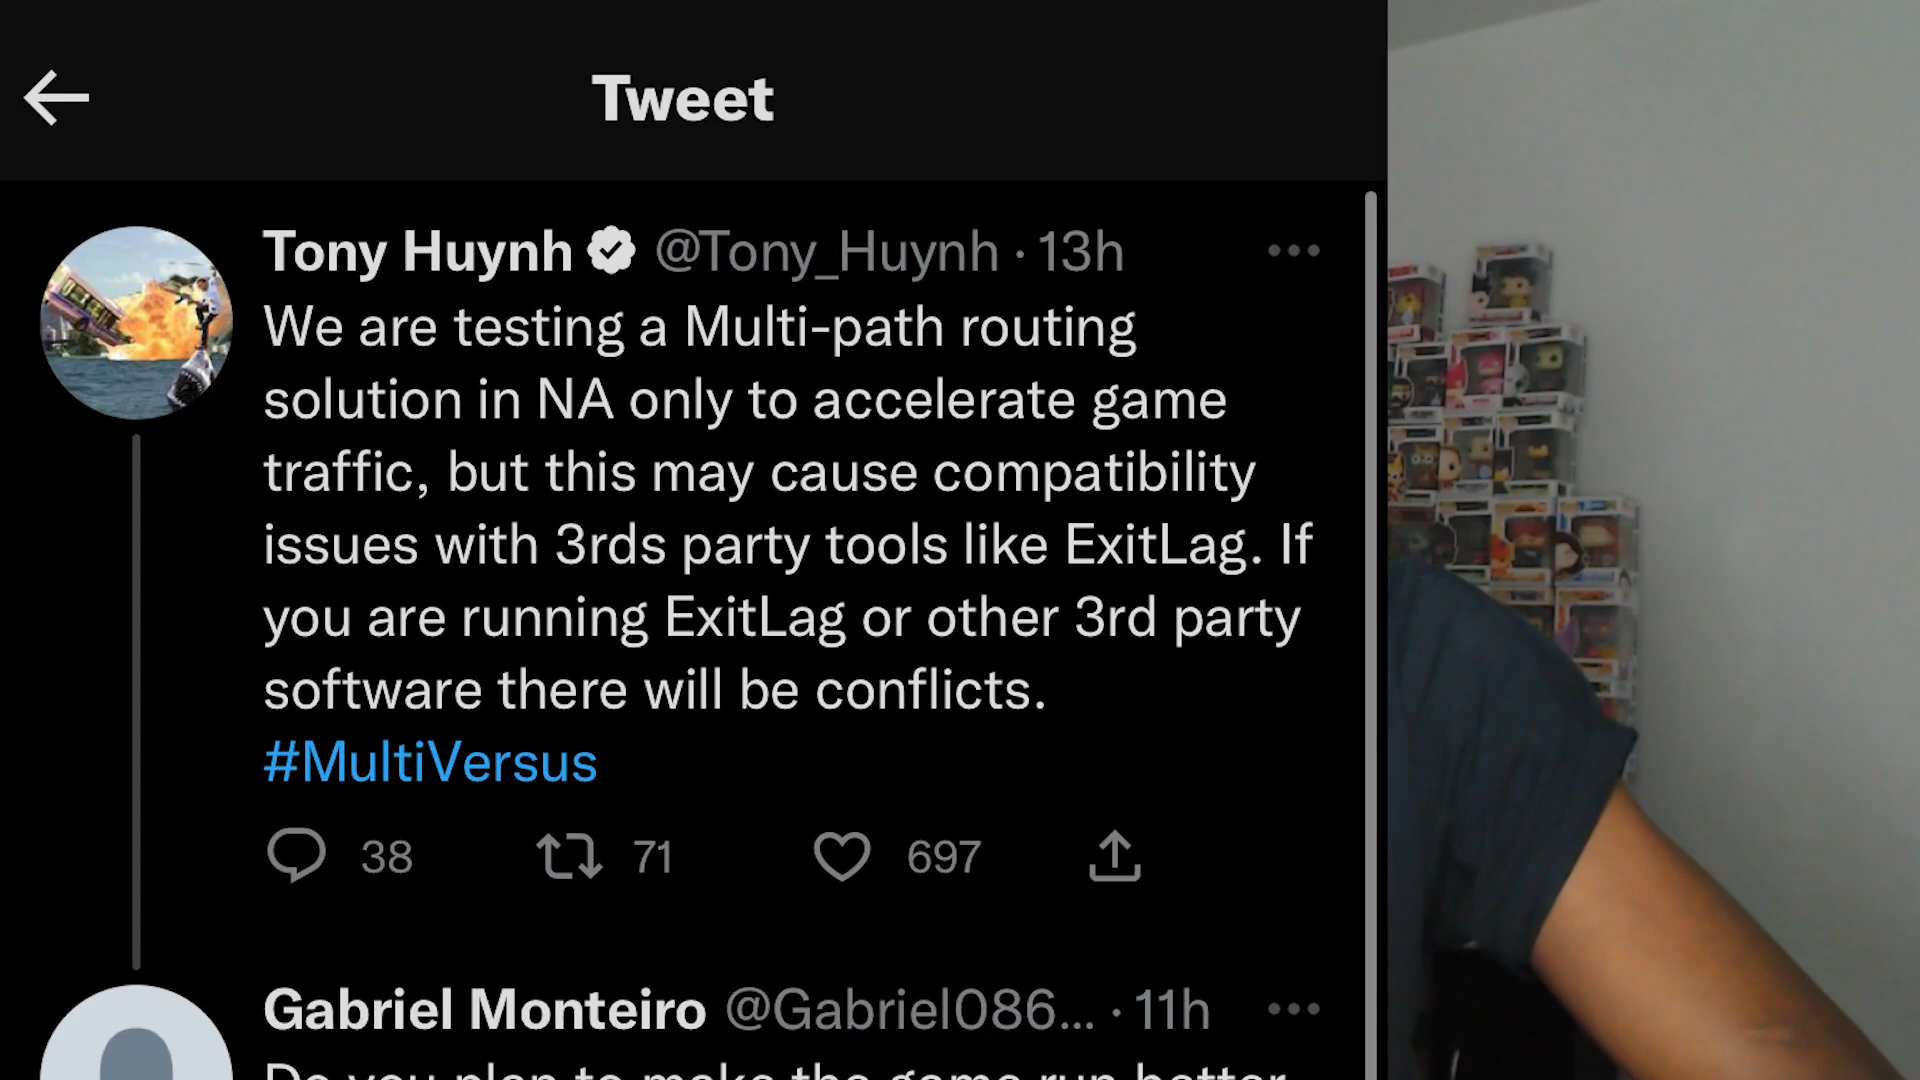 Tweet
Tony Huynh @Tony_Huynh · 13h
We are testing a Multi-path routing
solution in NA only to accelerate game
traffic, but this may cause compatibility
issues with 3rds party tools like ExitLag. If
you are running ExitLag or other 3rd party
software there will be conflicts.
#MultiVersus
38 71 697
Gabriel Monteiro @Gabriel086... · 11h
Do you plan to make the game run better